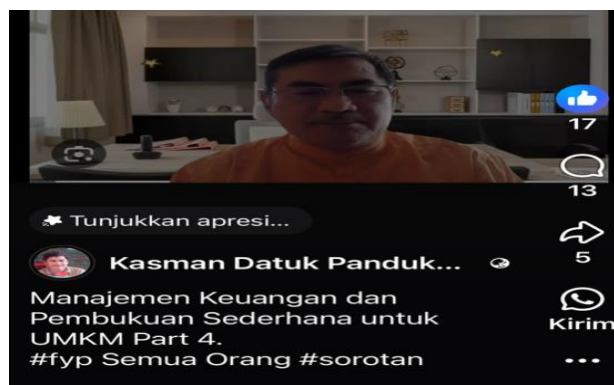 17
13
Tunjukkan apresi...
5
Kasman Datuk Panduk...
Manajemen Keuangan dan
Pembukuan Sederhana untuk
UMKM Part 4.
#fyp Semua Orang #sorotan
Kirim